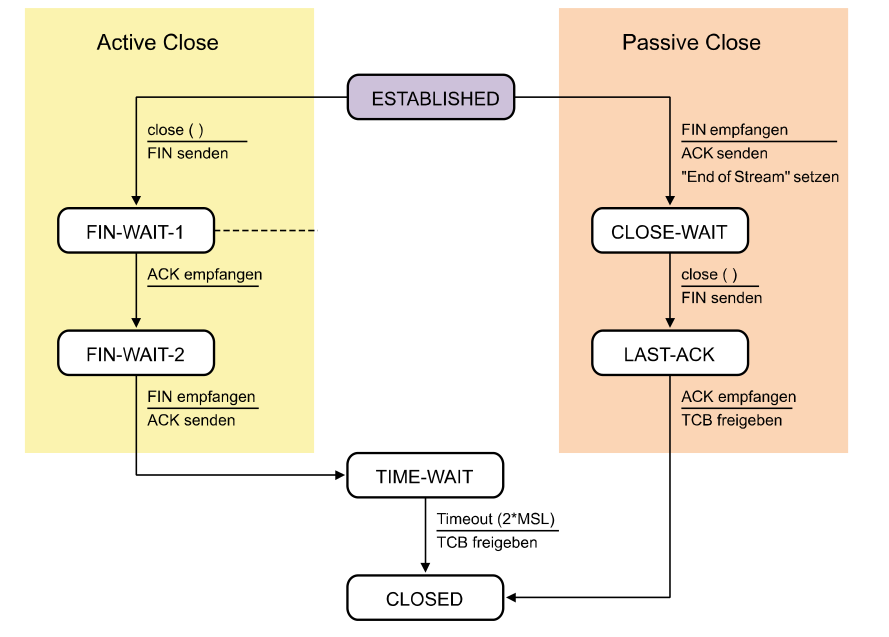 Active Close
Passive Close
ESTABLISHED
close ( )
FIN senden
FIN empfangen
ACK senden
"End of Stream" setzen
FIN-WAIT-1
CLOSE-WAIT
ACK empfangen
close ( )
FIN senden
FIN-WAIT-2
LAST-ACK
FIN empfangen
ACK senden
ACK empfangen
TCB freigeben
TIME-WAIT
Timeout (2*MSL)
TCB freigeben
CLOSED